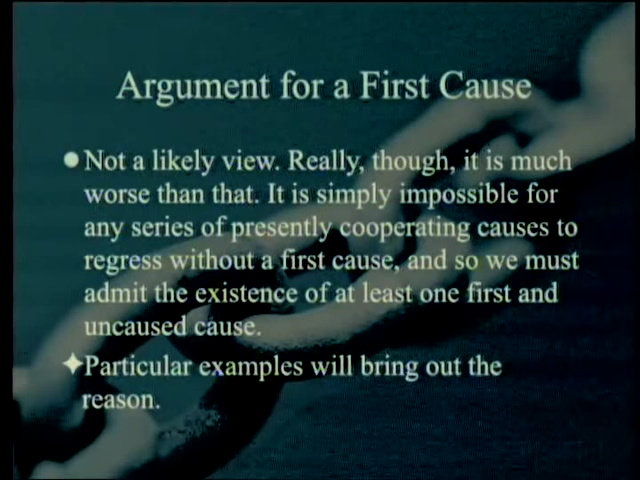 Argument for a First Cause
Not a likely view. Really, though, it is much
worse than that. It is simply impossible for
any series of presently cooperating causes to
regress without a first cause, and so we must
admit the existence of at least one first and
uncaused cause.
Particular examples will bring out the
reason.